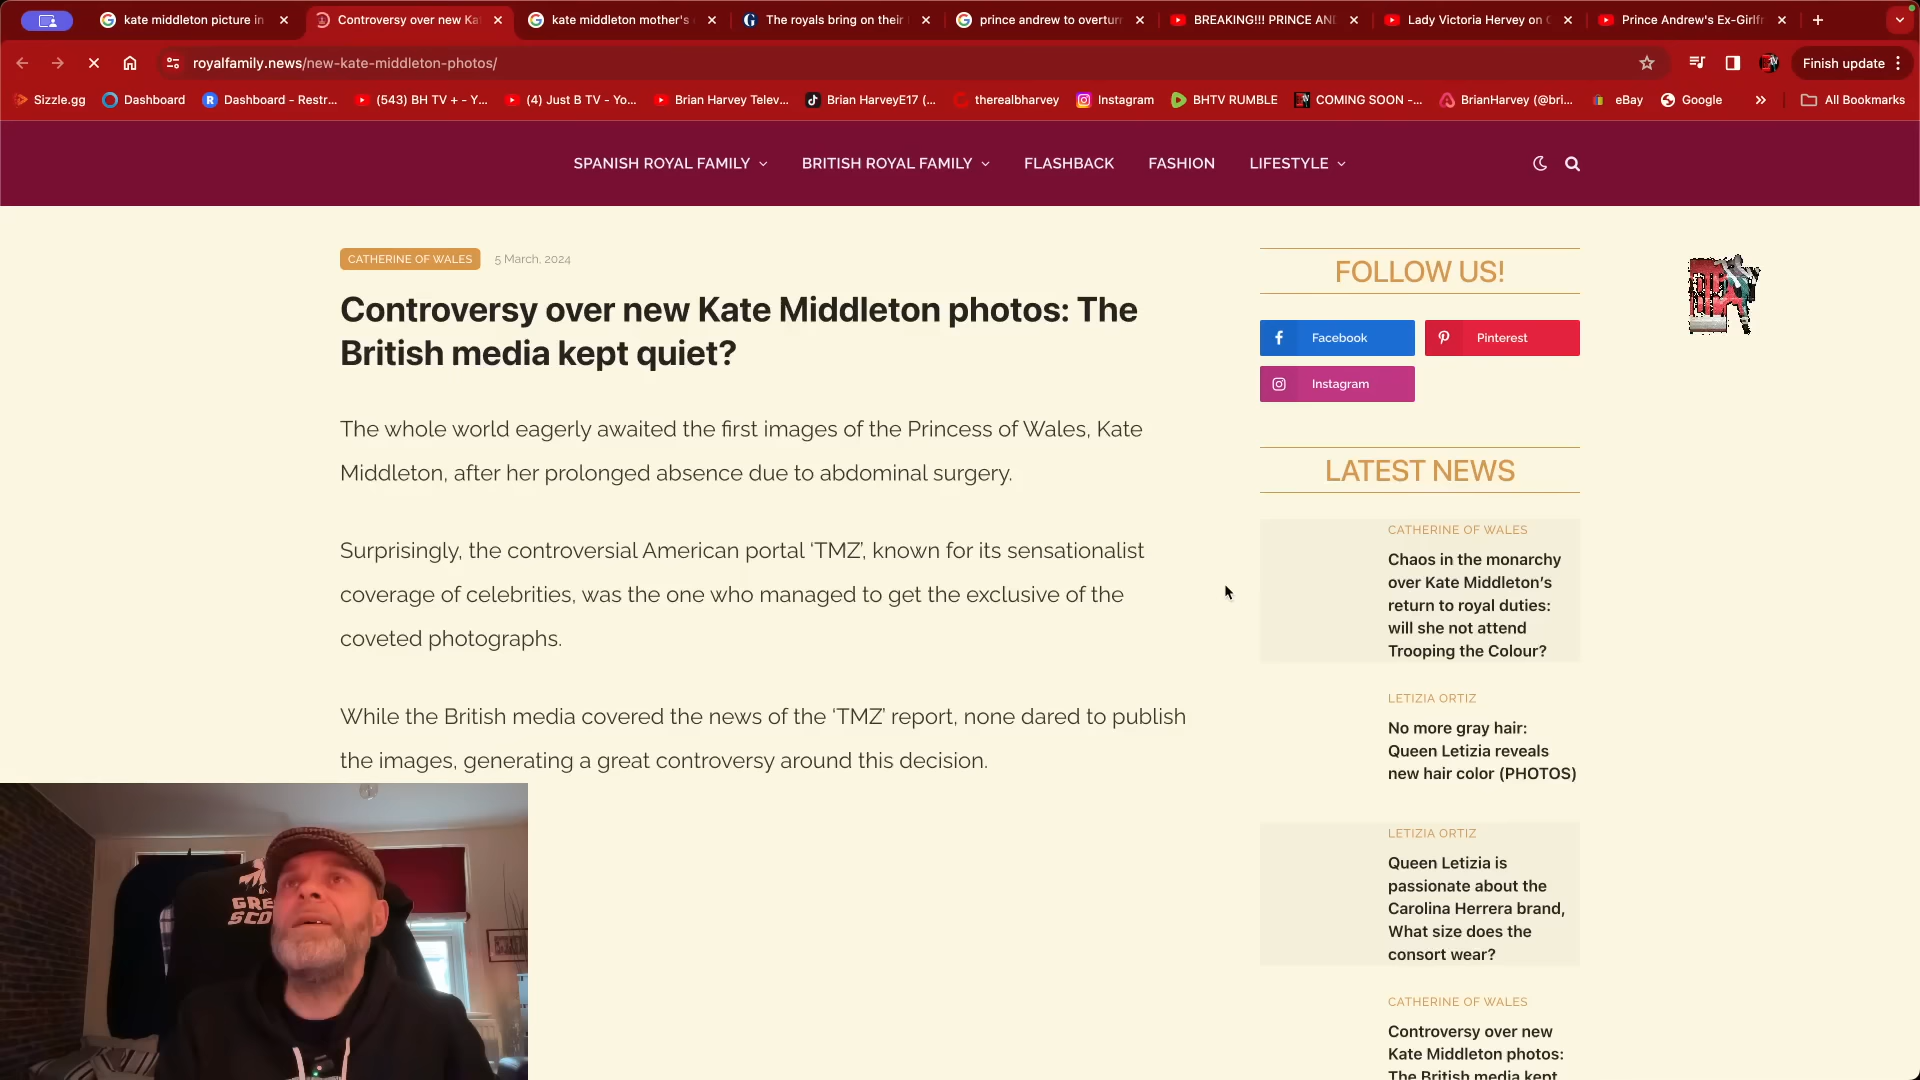 kate middleton picture in
Controversy over new Ka
kate middleton mother's
The royals bring on their
prince andrew to overturn
BREAKING!!! PRINCE AN
Lady Victoria Hervey on
Prince Andrew's Ex-Girlf
royalfamily.news/new-kate-middleton-photos/
Finish update
Sizzle.gg
Dashboard
Dashboard - Restr...
(543) BH TV + - Y...
(4) Just B TV - Yo...
Brian Harvey Telev...
Brian HarveyE17 (...
therealbharvey
Instagram
BHTV RUMBLE
COMING SOON -...
BrianHarvey (@bri...
eBay
Google
All Bookmarks
SPANISH ROYAL FAMILY
BRITISH ROYAL FAMILY
FLASHBACK
FASHION
LIFESTYLE
CATHERINE OF WALES
5 March, 2024
Controversy over new Kate Middleton photos: The
British media kept quiet?
The whole world eagerly awaited the first images of the Princess of Wales, Kate
Middleton, after her prolonged absence due to abdominal surgery.
Surprisingly, the controversial American portal ‘TMZ’, known for its sensationalist
coverage of celebrities, was the one who managed to get the exclusive of the
coveted photographs.
While the British media covered the news of the ‘TMZ’ report, none dared to publish
the images, generating a great controversy around this decision.
FOLLOW US!
Facebook
Pinterest
Instagram
LATEST NEWS
CATHERINE OF WALES
Chaos in the monarchy
over Kate Middleton’s
return to royal duties:
will she not attend
Trooping the Colour?
LETIZIA ORTIZ
No more gray hair:
Queen Letizia reveals
new hair color (PHOTOS)
LETIZIA ORTIZ
Queen Letizia is
passionate about the
Carolina Herrera brand,
What size does the
consort wear?
CATHERINE OF WALES
Controversy over new
Kate Middleton photos:
The British media kept
GRE
SCO